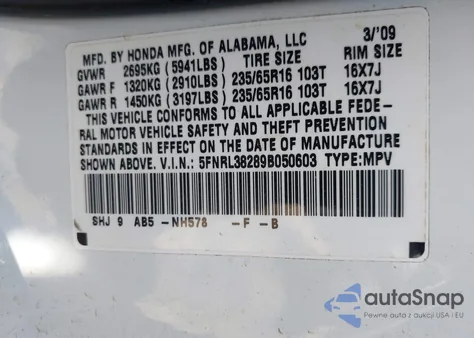 MFD. BY HONDA MFG. OF ALABAMA, LLC 3/'09
GVWR 2695KG (5941LBS) TIRE SIZE RIM SIZE
GAWR F 1320KG (2910LBS) 235/65R16 103T 16X7J
GAWR R 1450KG (3197LBS) 235/65R16 103T 16X7J
THIS VEHICLE CONFORMS TO ALL APPLICABLE FEDE-
RAL MOTOR VEHICLE SAFETY AND THEFT PREVENTION
STANDARDS IN EFFECT ON THE DATE OF MANUFACTURE
SHOWN ABOVE. V.I.N.: 5FNRL38289B050603 TYPE:MPV
SHJ 9 AB5 -NH578 -F -B
autoSnap
Pewne auta z aukcji USA i EU